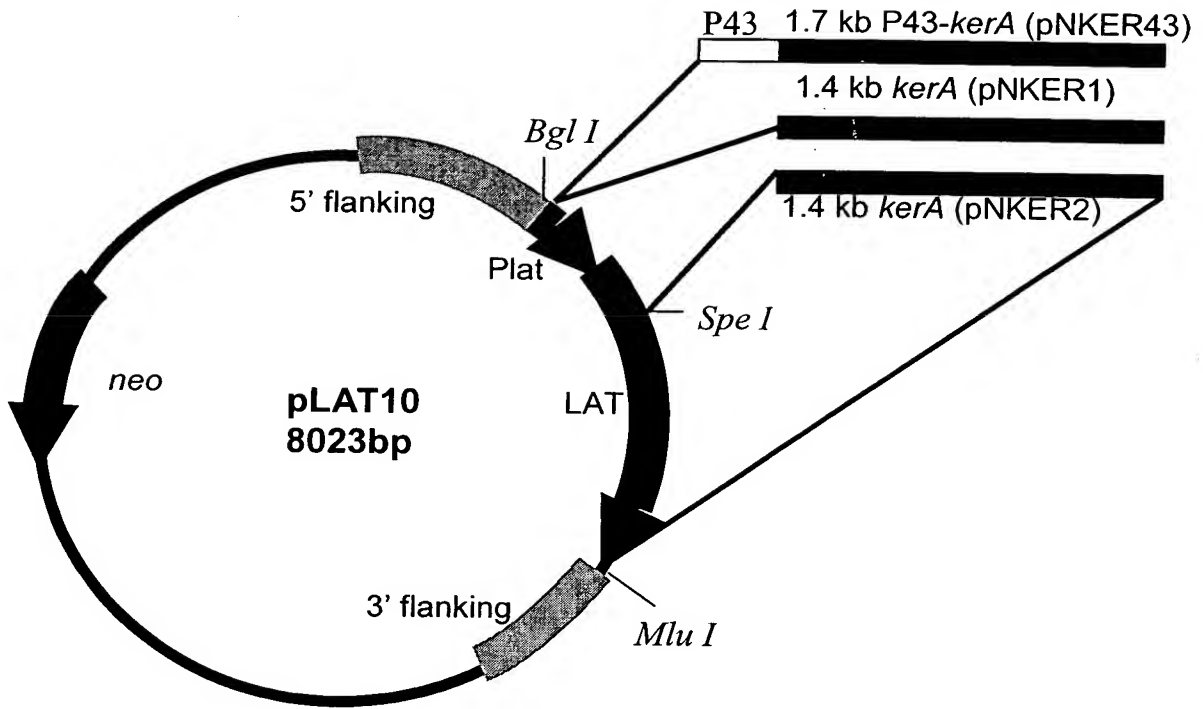 P43 1.7 kb P43-kerA (pNKER43)
1.4 kb kerA (pNKER1)
Bgl I
1.4 kb kerA (pNKER2)
5' flanking
Plat
Spe I
neo
LAT
pLAT10
8023bp
3' flanking
Mlu I